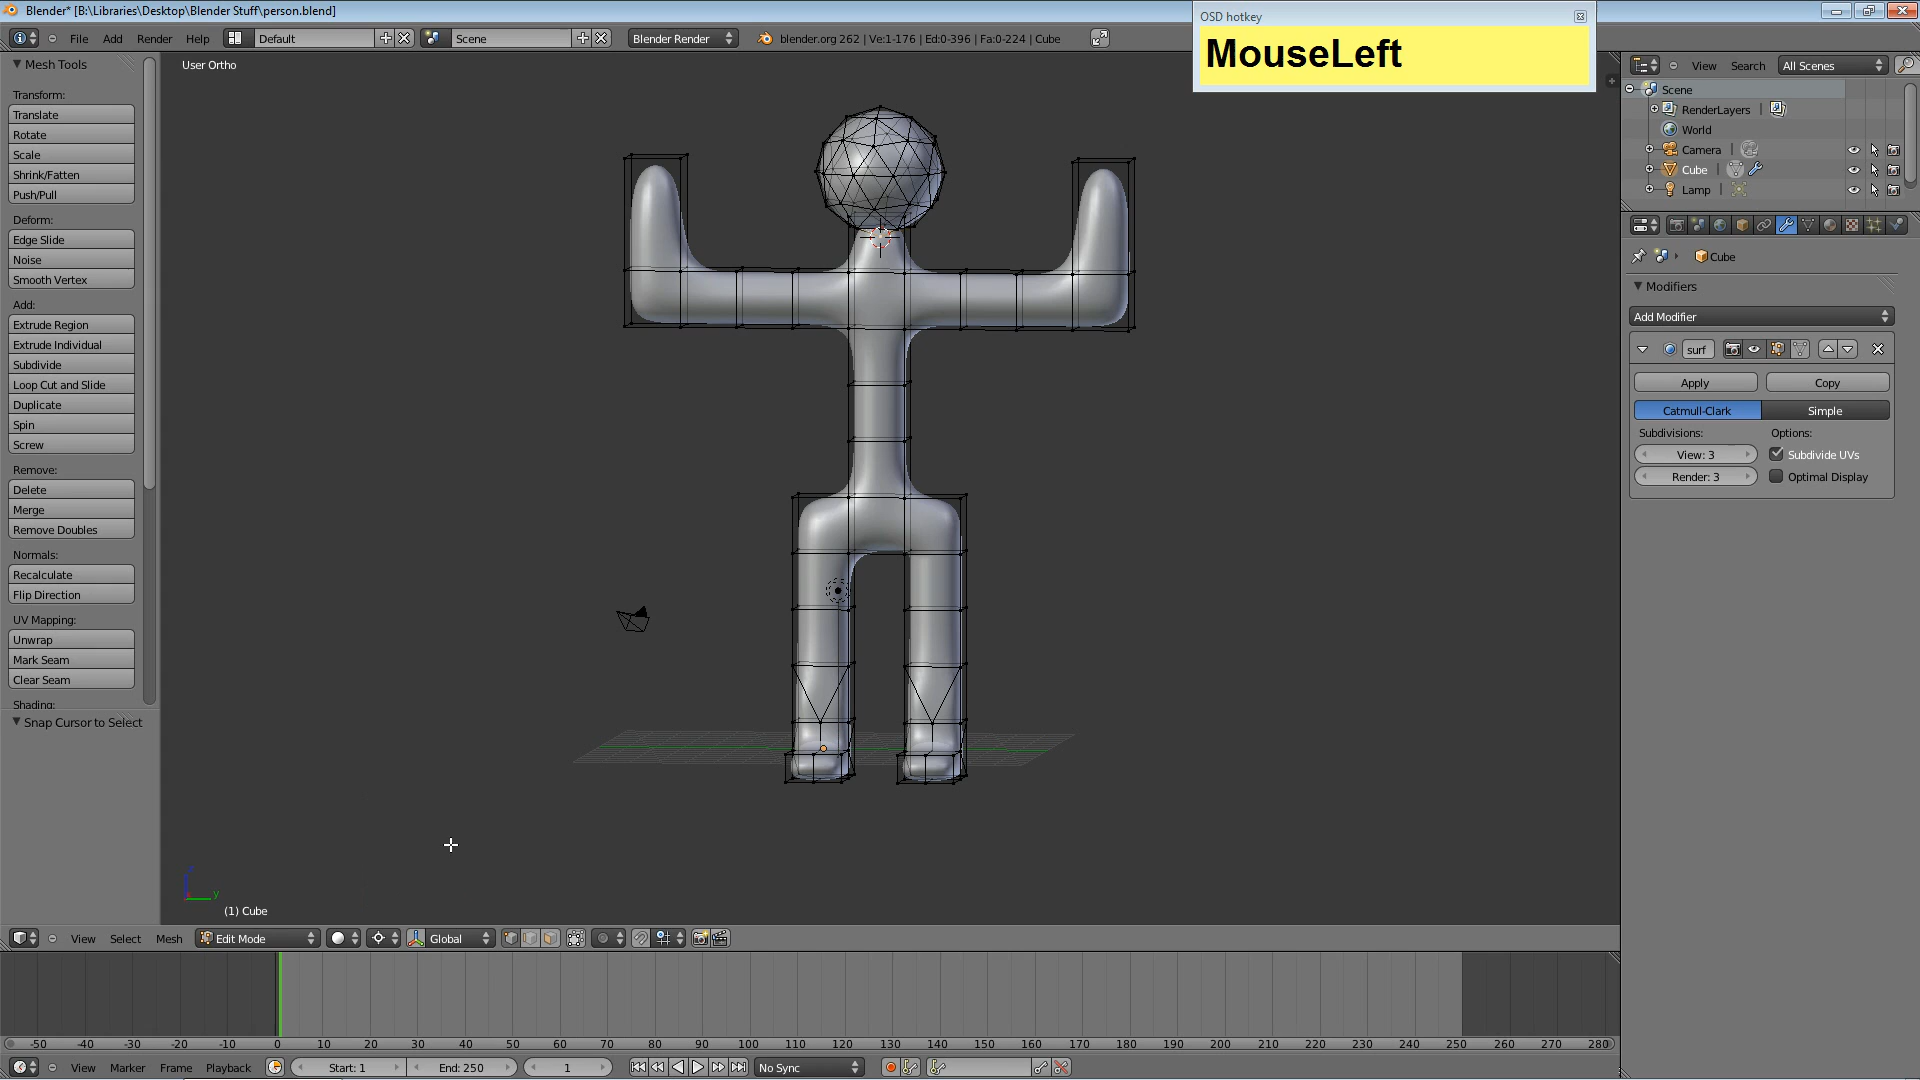 Blender* [B:\Libraries\Desktop\Blender Stuff\person.blend]
OSD hotkey
MouseLeft
File Add Render Help Default Scene Blender Render blender.org 262 | Ve:1-176 | Ed:0-396 | Fa:0-224 | Cube
Mesh Tools
Transform:
Translate
Rotate
Scale
Shrink/Fatten
Push/Pull
Deform:
Edge Slide
Noise
Smooth Vertex
Add:
Extrude Region
Extrude Individual
Subdivide
Loop Cut and Slide
Duplicate
Spin
Screw
Remove:
Delete
Merge
Remove Doubles
Normals:
Recalculate
Flip Direction
UV Mapping:
Unwrap
Mark Seam
Clear Seam
Shading:
Snap Cursor to Select
User Ortho
y
(1) Cube
View Search All Scenes
Scene
RenderLayers
World
Camera
Cube
Lamp
Cube
Modifiers
Add Modifier
surf
Apply Copy
Catmull-Clark Simple
Subdivisions: Options:
View: 3 Subdivide UVs
Render: 3 Optimal Display
View Select Mesh Edit Mode Global
-50 -40 -30 -20 -10 0 10 20 30 40 50 60 70 80 90 100 110 120 130 140 150 160 170 180 190 200 210 220 230 240 250 260 270 280
View Marker Frame Playback Start: 1 End: 250 1 No Sync